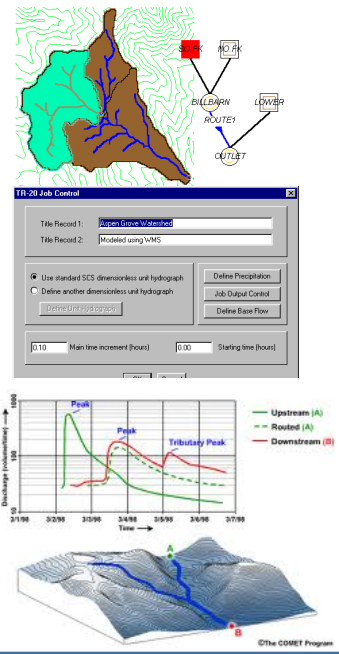 SO.FK NO.FK
BILLBARN LOWER
ROUTE1
OUTLET
TR-20 Job Control
Title Record 1: Aspen Grove Watershed
Title Record 2: Modeled using WMS
Use standard SCS dimensionless unit hydrograph
Define another dimensionless unit hydrograph
Define Unit Hydrograph
Define Precipitation
Job Output Control
Define Base Flow
0.10 Main time increment (hours) 0.00 Starting time (hours)
Discharge (volume/time)
1000
100
10
Peak
Peak
Tributary Peak
Upstream (A)
Routed (A)
Downstream (B)
3/1/98 3/2/98 3/3/98 3/4/98 3/5/98 3/6/98 3/7/98
Time
A
B
©The COMET Program